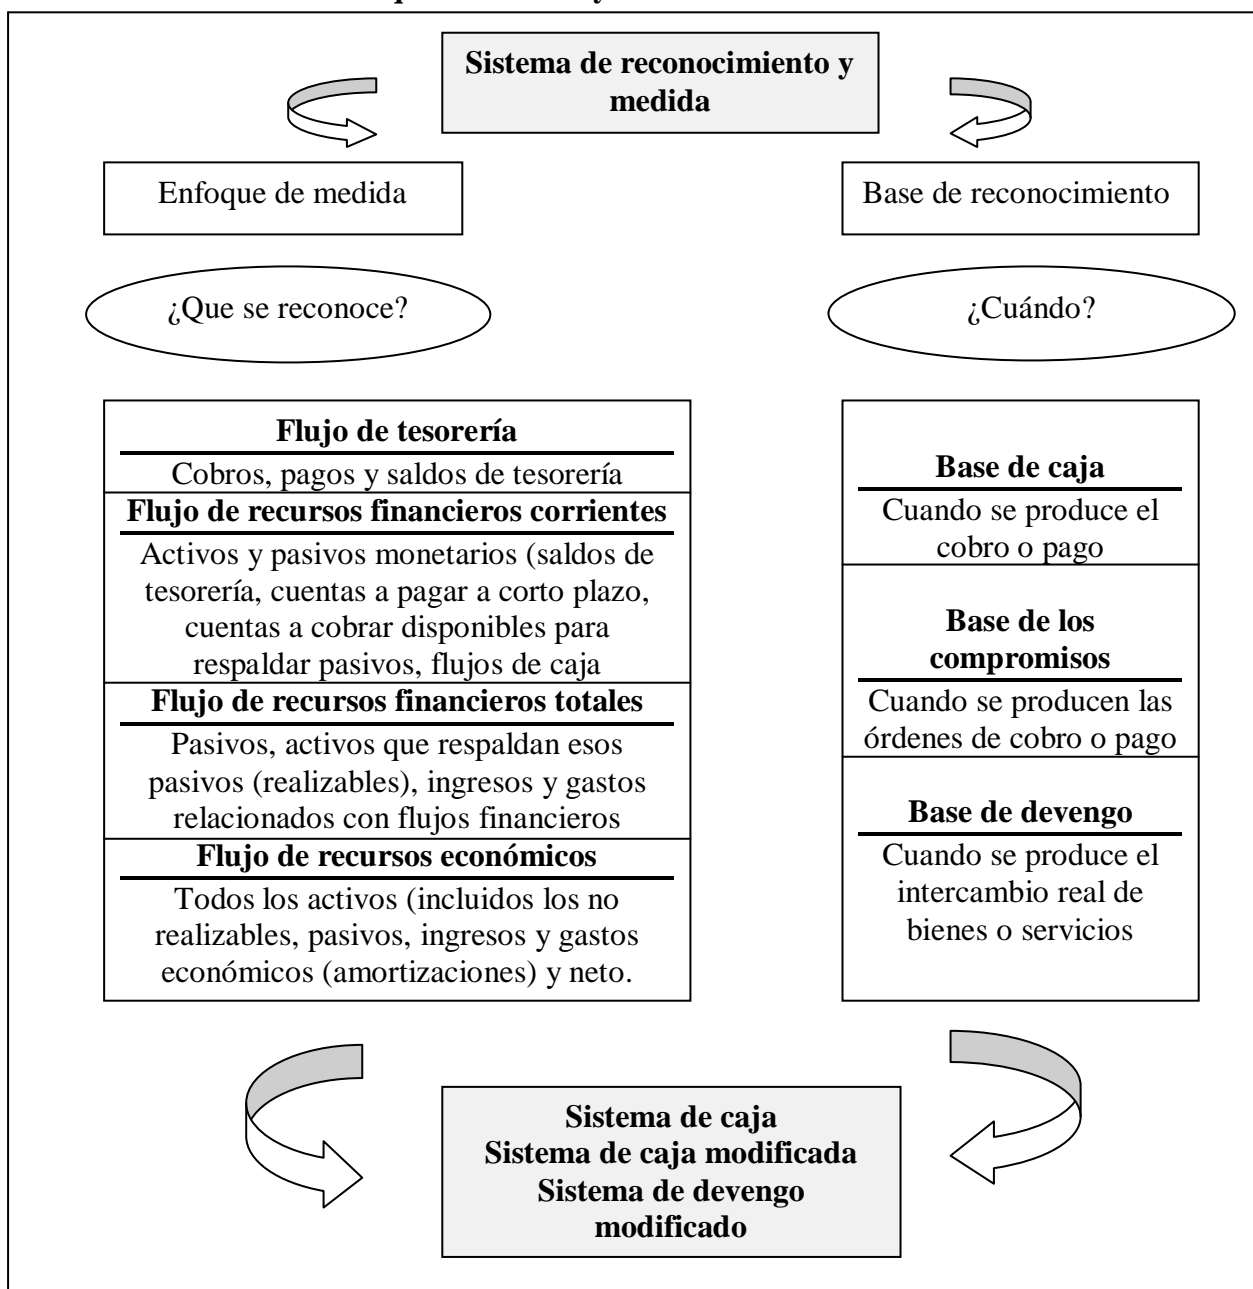 Sistema de reconocimiento y
medida
Enfoque de medida
Base de reconocimiento
¿Que se reconoce?
¿Cuándo?
Flujo de tesorería
Cobros, pagos y saldos de tesorería
Flujo de recursos financieros corrientes
Activos y pasivos monetarios (saldos de
tesorería, cuentas a pagar a corto plazo,
cuentas a cobrar disponibles para
respaldar pasivos, flujos de caja
Flujo de recursos financieros totales
Pasivos, activos que respaldan esos
pasivos (realizables), ingresos y gastos
relacionados con flujos financieros
Flujo de recursos económicos
Todos los activos (incluidos los no
realizables, pasivos, ingresos y gastos
económicos (amortizaciones) y neto.
Base de caja
Cuando se produce el
cobro o pago
Base de los
compromisos
Cuando se producen las
órdenes de cobro o pago
Base de devengo
Cuando se produce el
intercambio real de
bienes o servicios
Sistema de caja
Sistema de caja modificada
Sistema de devengo
modificado